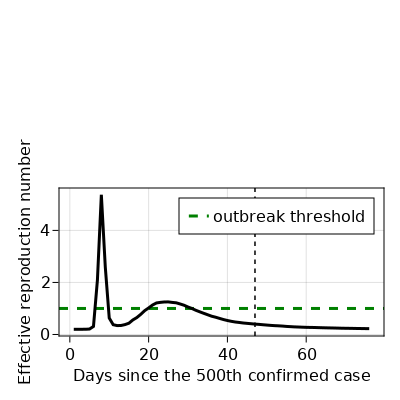 Effective reproduction number
4
2
0
outbreak threshold
0 20 40 60
Days since the 500th confirmed case